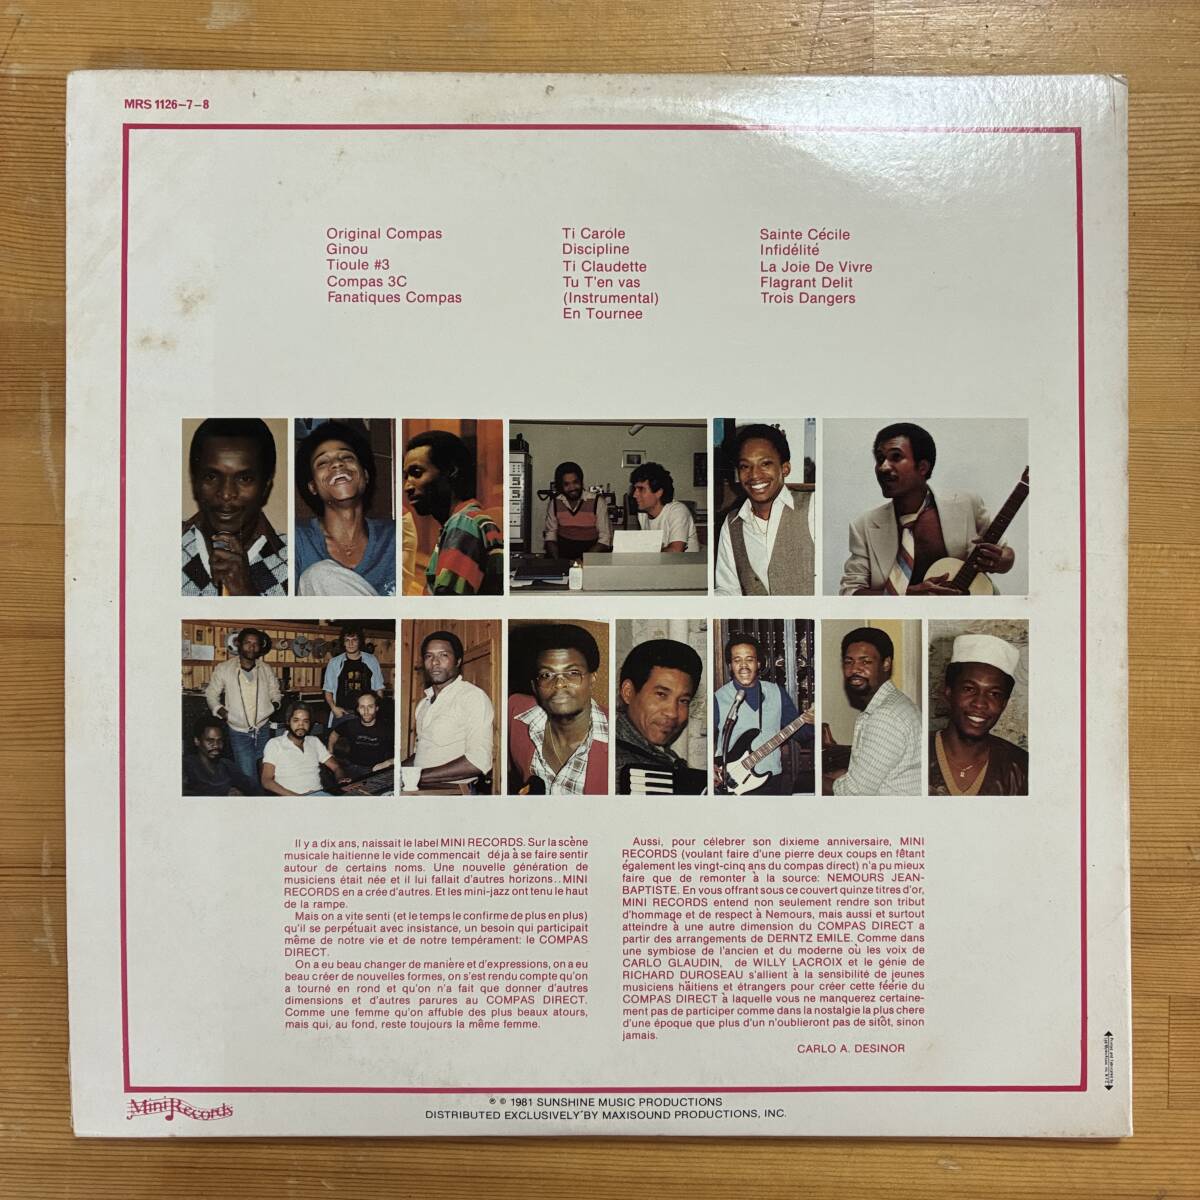 MRS 1126-7-8
Original Compas
Ginou
Tioule #3
Compas 3C
Fanatiques Compas
Ti Carole
Discipline
Ti Claudette
Tu T'en vas
(Instrumental)
En Tournee
Sainte Cécile
Infidélité
La Joie De Vivre
Flagrant Delit
Trois Dangers
Il y a dix ans, naissait le label MINI RECORDS. Sur la scène
musicale haitienne le vide commencait déja à se faire sentir
autour de certains noms. Une nouvelle génération de
musiciens était née et il lui fallait d'autres horizons.. MINI
RECORDS en a crée d'autres. Et les mini-jazz ont tenu le haut
de la rampe.
Mais on a vite senti (et le temps le confirme de plus en plus)
qu'il se perpétuait avec insistance, un besoin qui participait
même de notre vie et de notre tempérament: le COMPAS
DIRECT.
On a eu beau changer de manière et d'expressions, on a eu
beau créer de nouvelles formes, on s'est rendu compte qu'on
a tourné en rond et qu'on n'a fait que donner d'autres
dimensions et d'autres parures au COMPAS DIRECT.
Comme une femme qu'on affuble des plus beaux atours,
mais qui, au fond, reste toujours la même femme.
Aussi, pour célebrer son dixieme anniversaire, MINI
RECORDS (voulant faire d'une pierre deux coups en fêtant
également les vingt-cinq ans du compas direct) n'a pu mieux
faire que de remonter à la source: NEMOURS JEAN-
BAPTISTE. En vous offrant sous ce couvert quinze titres d'or,
MINI RECORDS entend non seulement rendre son tribut
d'hommage et de respect à Nemours, mais aussi et surtout
atteindre à une autre dimension du COMPAS DIRECT a
partir des arrangements de DERNTZ EMILE. Comme dans
une symbiose de l'ancien et du moderne où les voix de
CARLO GLAUDIN, de WILLY LACROIX et le génie de
RICHARD DUROSEAU s'allient à la sensibilité de jeunes
musiciens häitiens et étrangers pour créer cette féérie du
COMPAS DIRECT à laquelle vous ne manquerez certaine-
ment pas de participer comme dans la nostalgie la plus chere
d'une époque que plus d'un n'oublieront pas de sitôt, sinon
jamais.
CARLO A. DESINOR
Mini Records
℗ © 1981 SUNSHINE MUSIC PRODUCTIONS
DISTRIBUTED EXCLUSIVELY BY MAXISOUND PRODUCTIONS, INC.